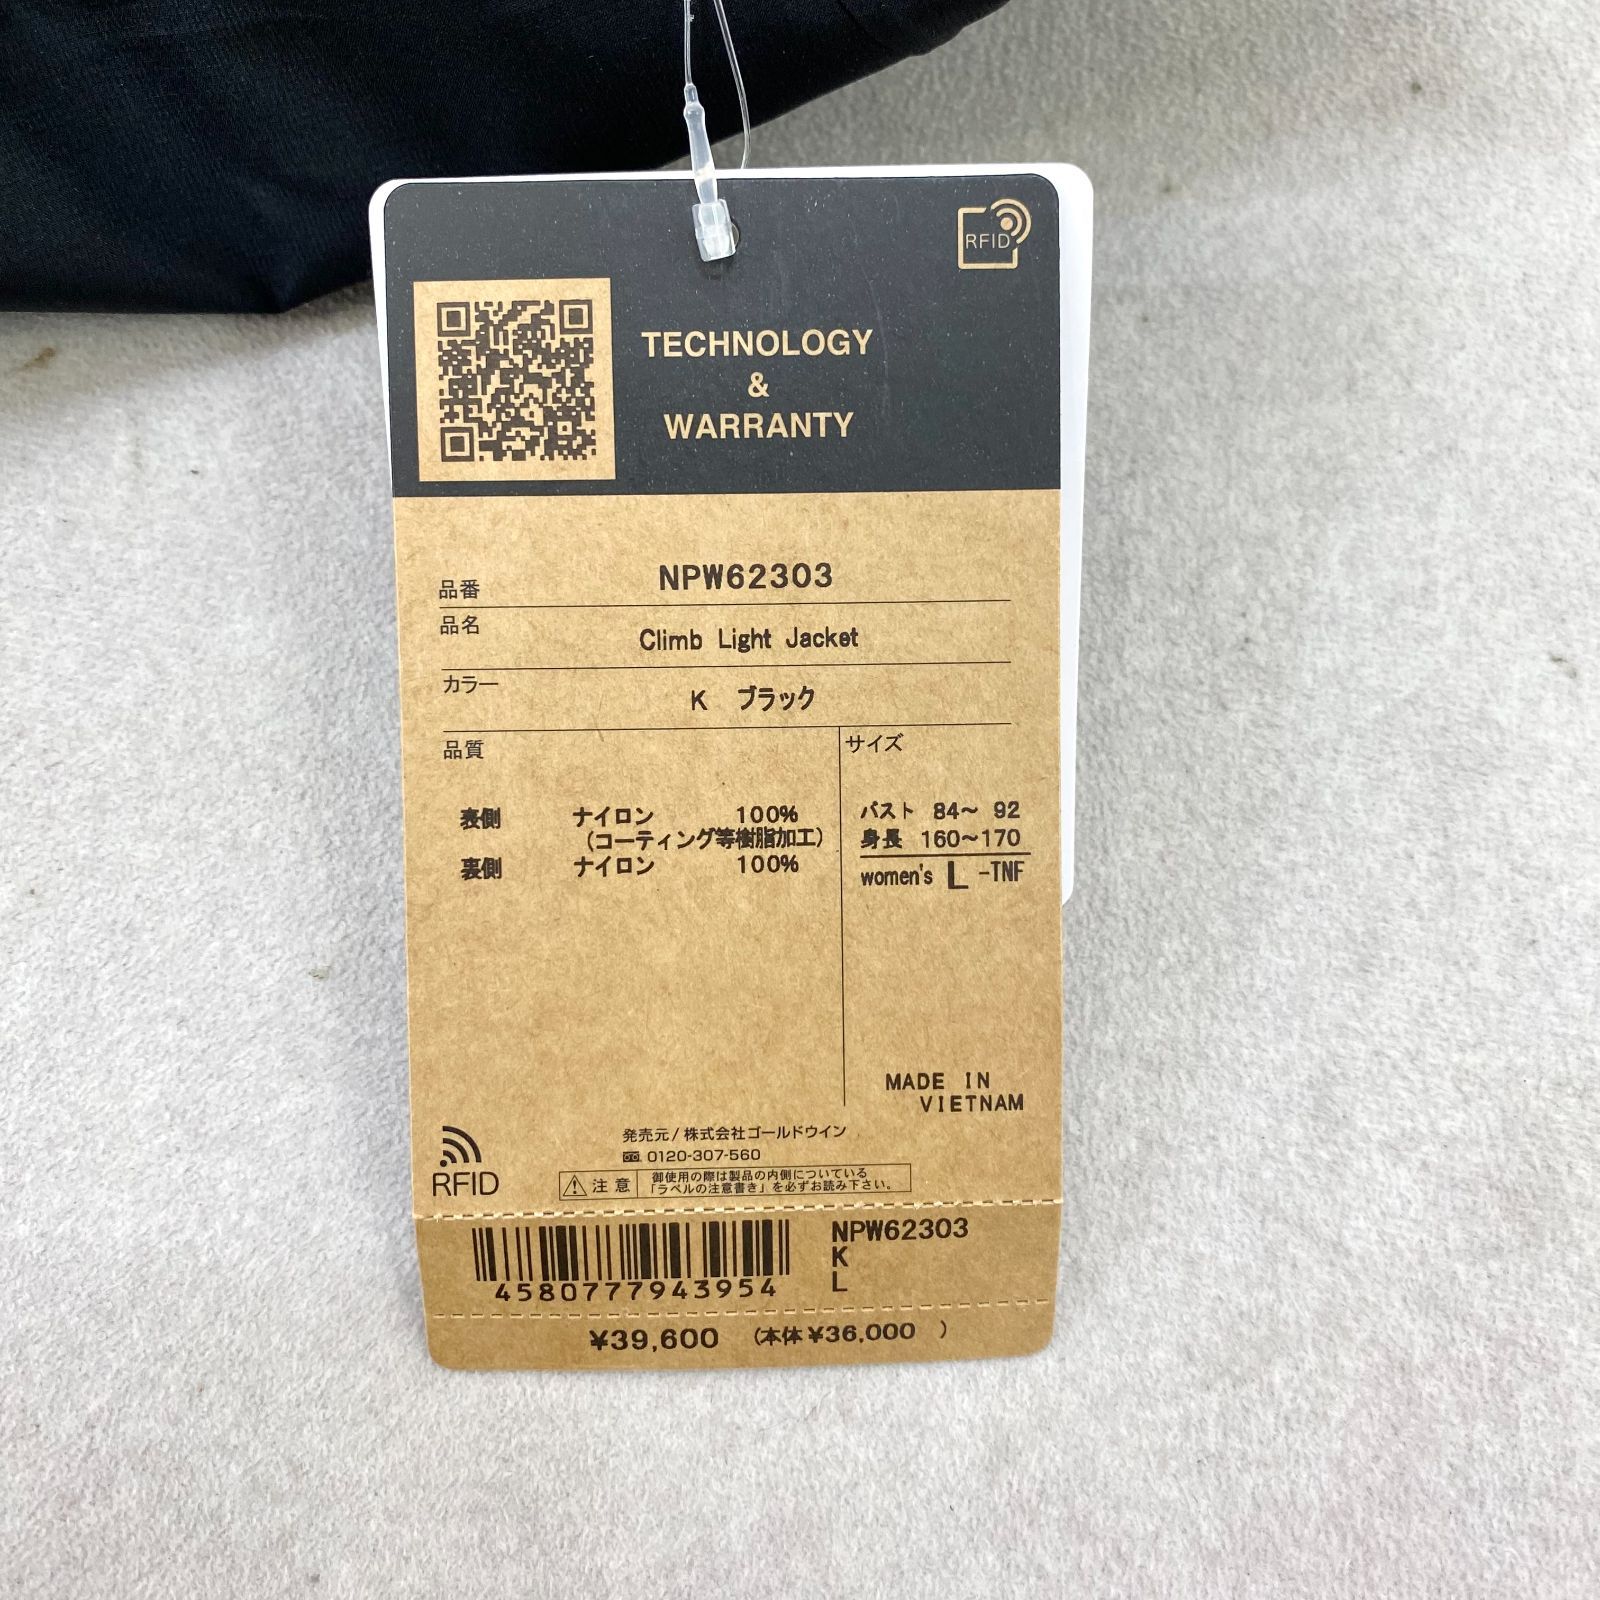 RFID
TECHNOLOGY
&
WARRANTY
品番 NPW62303
品名 Climb Light Jacket
カラー K ブラック
品質
表側 ナイロン 100%
(コーティング等樹脂加工)
裏側 ナイロン 100%
サイズ
バスト 84〜 92
身長 160〜170
women's L -TNF
MADE IN
VIETNAM
発売元/株式会社ゴールドウイン
0120-307-560
RFID
注意
御使用の際は製品の内側についている
「ラベルの注意書き」を必ずお読み下さい。
4580777943954
NPW62303
K
L
¥39,600 (本体 ¥36,000 )